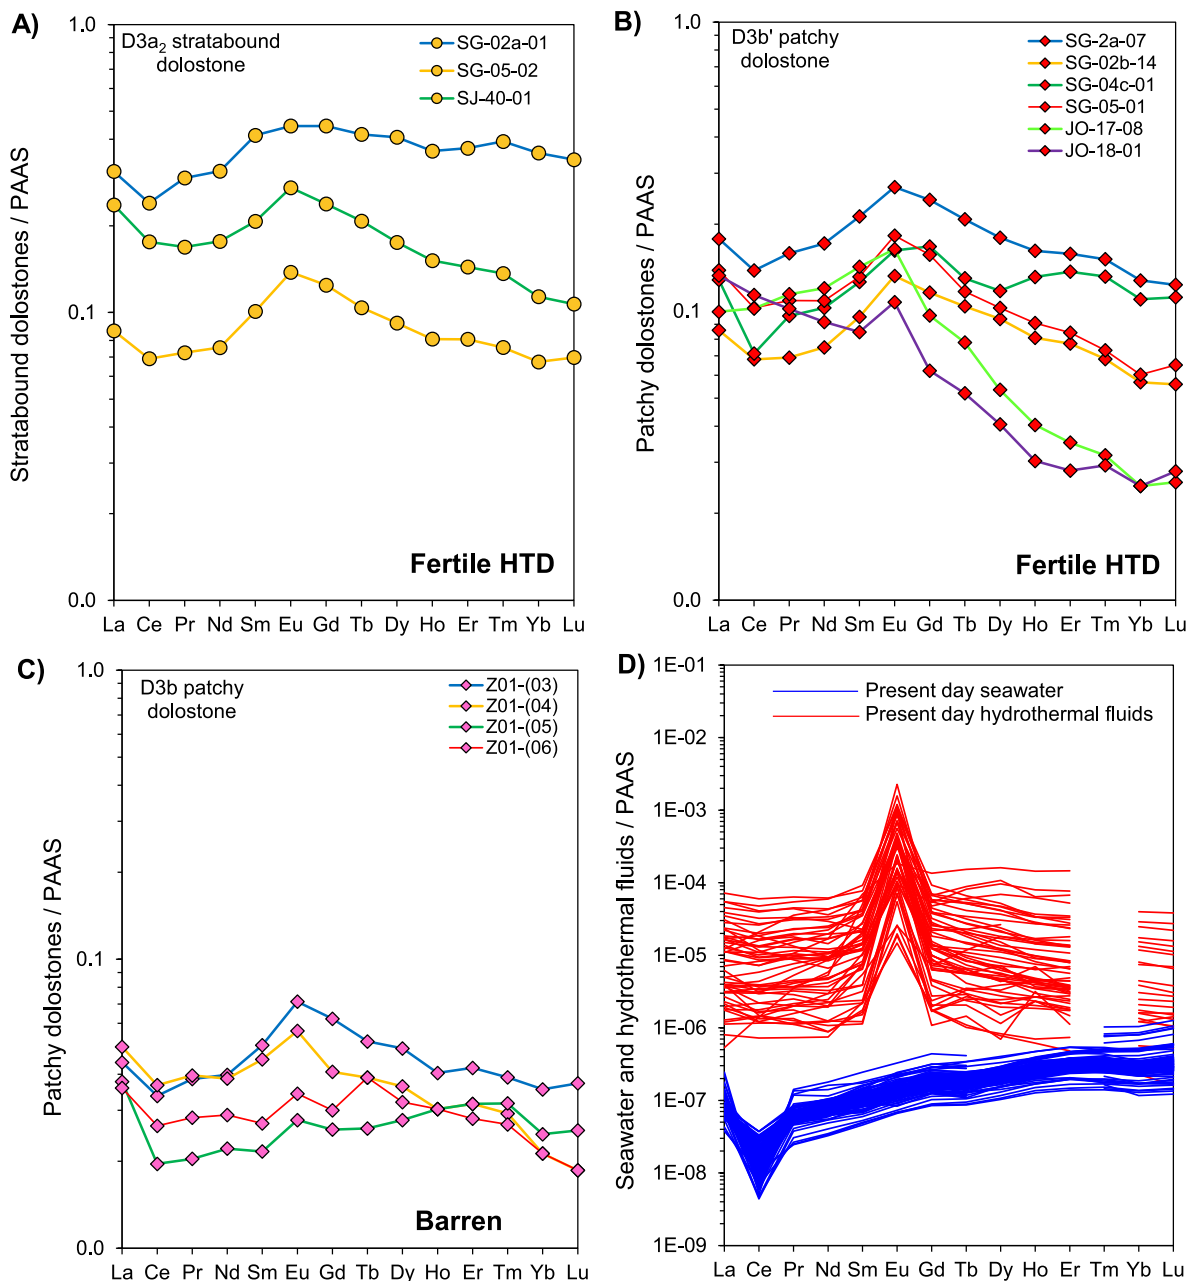 A)
1.0
D3a₂ stratabound
dolostone
SG-02a-01
SG-05-02
SJ-40-01
0.1
0.0
Stratabound dolostones / PAAS
Fertile HTD
La Ce Pr Nd Sm Eu Gd Tb Dy Ho Er Tm Yb Lu
B)
1.0
D3b' patchy
dolostone
SG-2a-07
SG-02b-14
SG-04c-01
SG-05-01
JO-17-08
JO-18-01
0.1
0.0
Patchy dolostones / PAAS
Fertile HTD
La Ce Pr Nd Sm Eu Gd Tb Dy Ho Er Tm Yb Lu
C)
1.0
D3b patchy
dolostone
Z01-(03)
Z01-(04)
Z01-(05)
Z01-(06)
0.1
0.0
Patchy dolostones / PAAS
Barren
La Ce Pr Nd Sm Eu Gd Tb Dy Ho Er Tm Yb Lu
D)
1E-01
1E-02
1E-03
1E-04
1E-05
1E-06
1E-07
1E-08
1E-09
Present day seawater
Present day hydrothermal fluids
Seawater and hydrothermal fluids / PAAS
La Ce Pr Nd Sm Eu Gd Tb Dy Ho Er Tm Yb Lu